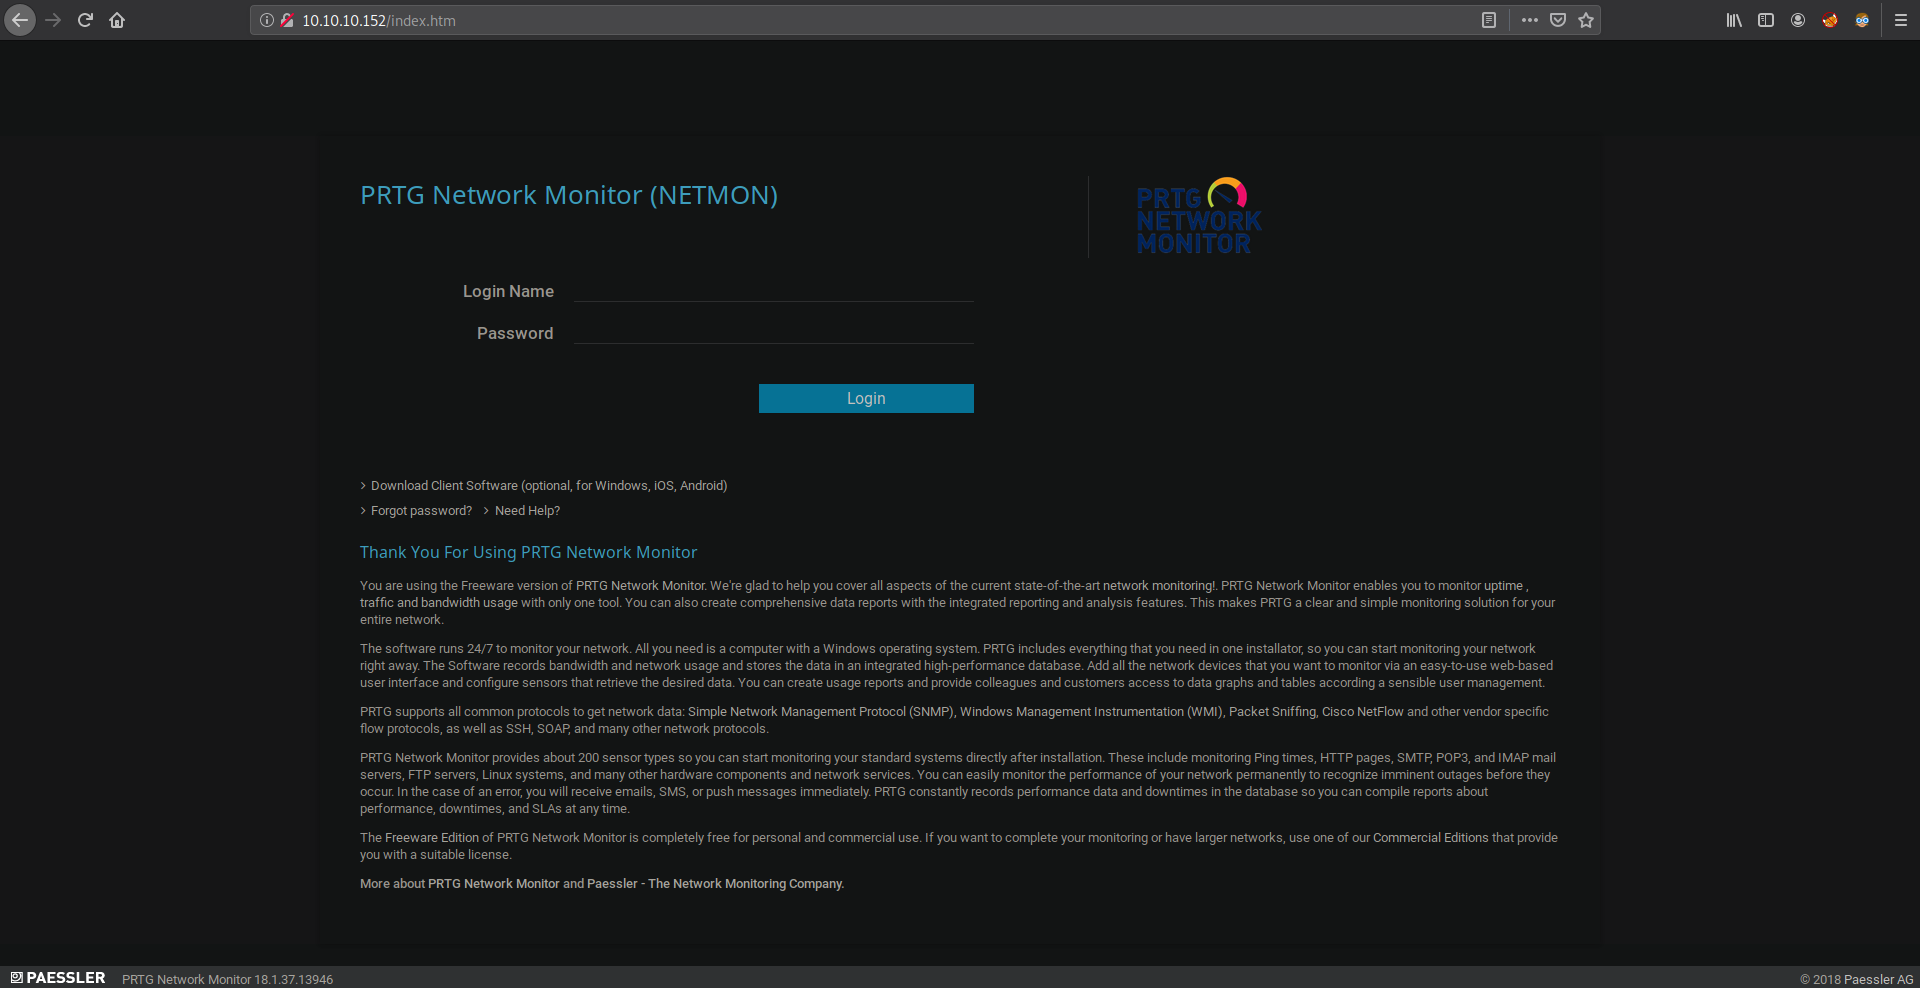 10.10.10.152/index.htm
PRTG Network Monitor (NETMON)
PRTG
NETWORK
MONITOR
Login Name
Password
Login
Download Client Software (optional, for Windows, iOS, Android)
Forgot password? Need Help?
Thank You For Using PRTG Network Monitor
You are using the Freeware version of PRTG Network Monitor. We're glad to help you cover all aspects of the current state-of-the-art network monitoring!. PRTG Network Monitor enables you to monitor uptime ,
traffic and bandwidth usage with only one tool. You can also create comprehensive data reports with the integrated reporting and analysis features. This makes PRTG a clear and simple monitoring solution for your
entire network.
The software runs 24/7 to monitor your network. All you need is a computer with a Windows operating system. PRTG includes everything that you need in one installer, so you can start monitoring your network
right away. The Software records bandwidth and network usage and stores the data in an integrated high-performance database. Add all the network devices that you want to monitor via an easy-to-use web-based
user interface and configure sensors that retrieve the desired data. You can create usage reports and provide colleagues and customers access to data graphs and tables according a sensible user management.
PRTG supports all common protocols to get network data: Simple Network Management Protocol (SNMP), Windows Management Instrumentation (WMI), Packet Sniffing, Cisco NetFlow and other vendor specific
flow protocols, as well as SSH, SOAP, and many other network protocols.
PRTG Network Monitor provides about 200 sensor types so you can start monitoring your standard systems directly after installation. These include monitoring Ping times, HTTP pages, SMTP, POP3, and IMAP mail
servers, FTP servers, Linux systems, and many other hardware components and network services. You can easily monitor the performance of your network permanently to recognize imminent outages before they
occur. In the case of an error, you will receive emails, SMS, or push messages immediately. PRTG constantly records performance data and downtimes in the database so you can compile reports about
performance, downtimes, and SLAs at any time.
The Freeware Edition of PRTG Network Monitor is completely free for personal and commercial use. If you want to complete your monitoring or have larger networks, use one of our Commercial Editions that provide
you with a suitable license.
More about PRTG Network Monitor and Paessler - The Network Monitoring Company.
PAESSLER PRTG Network Monitor 18.1.37.13946 © 2018 Paessler AG